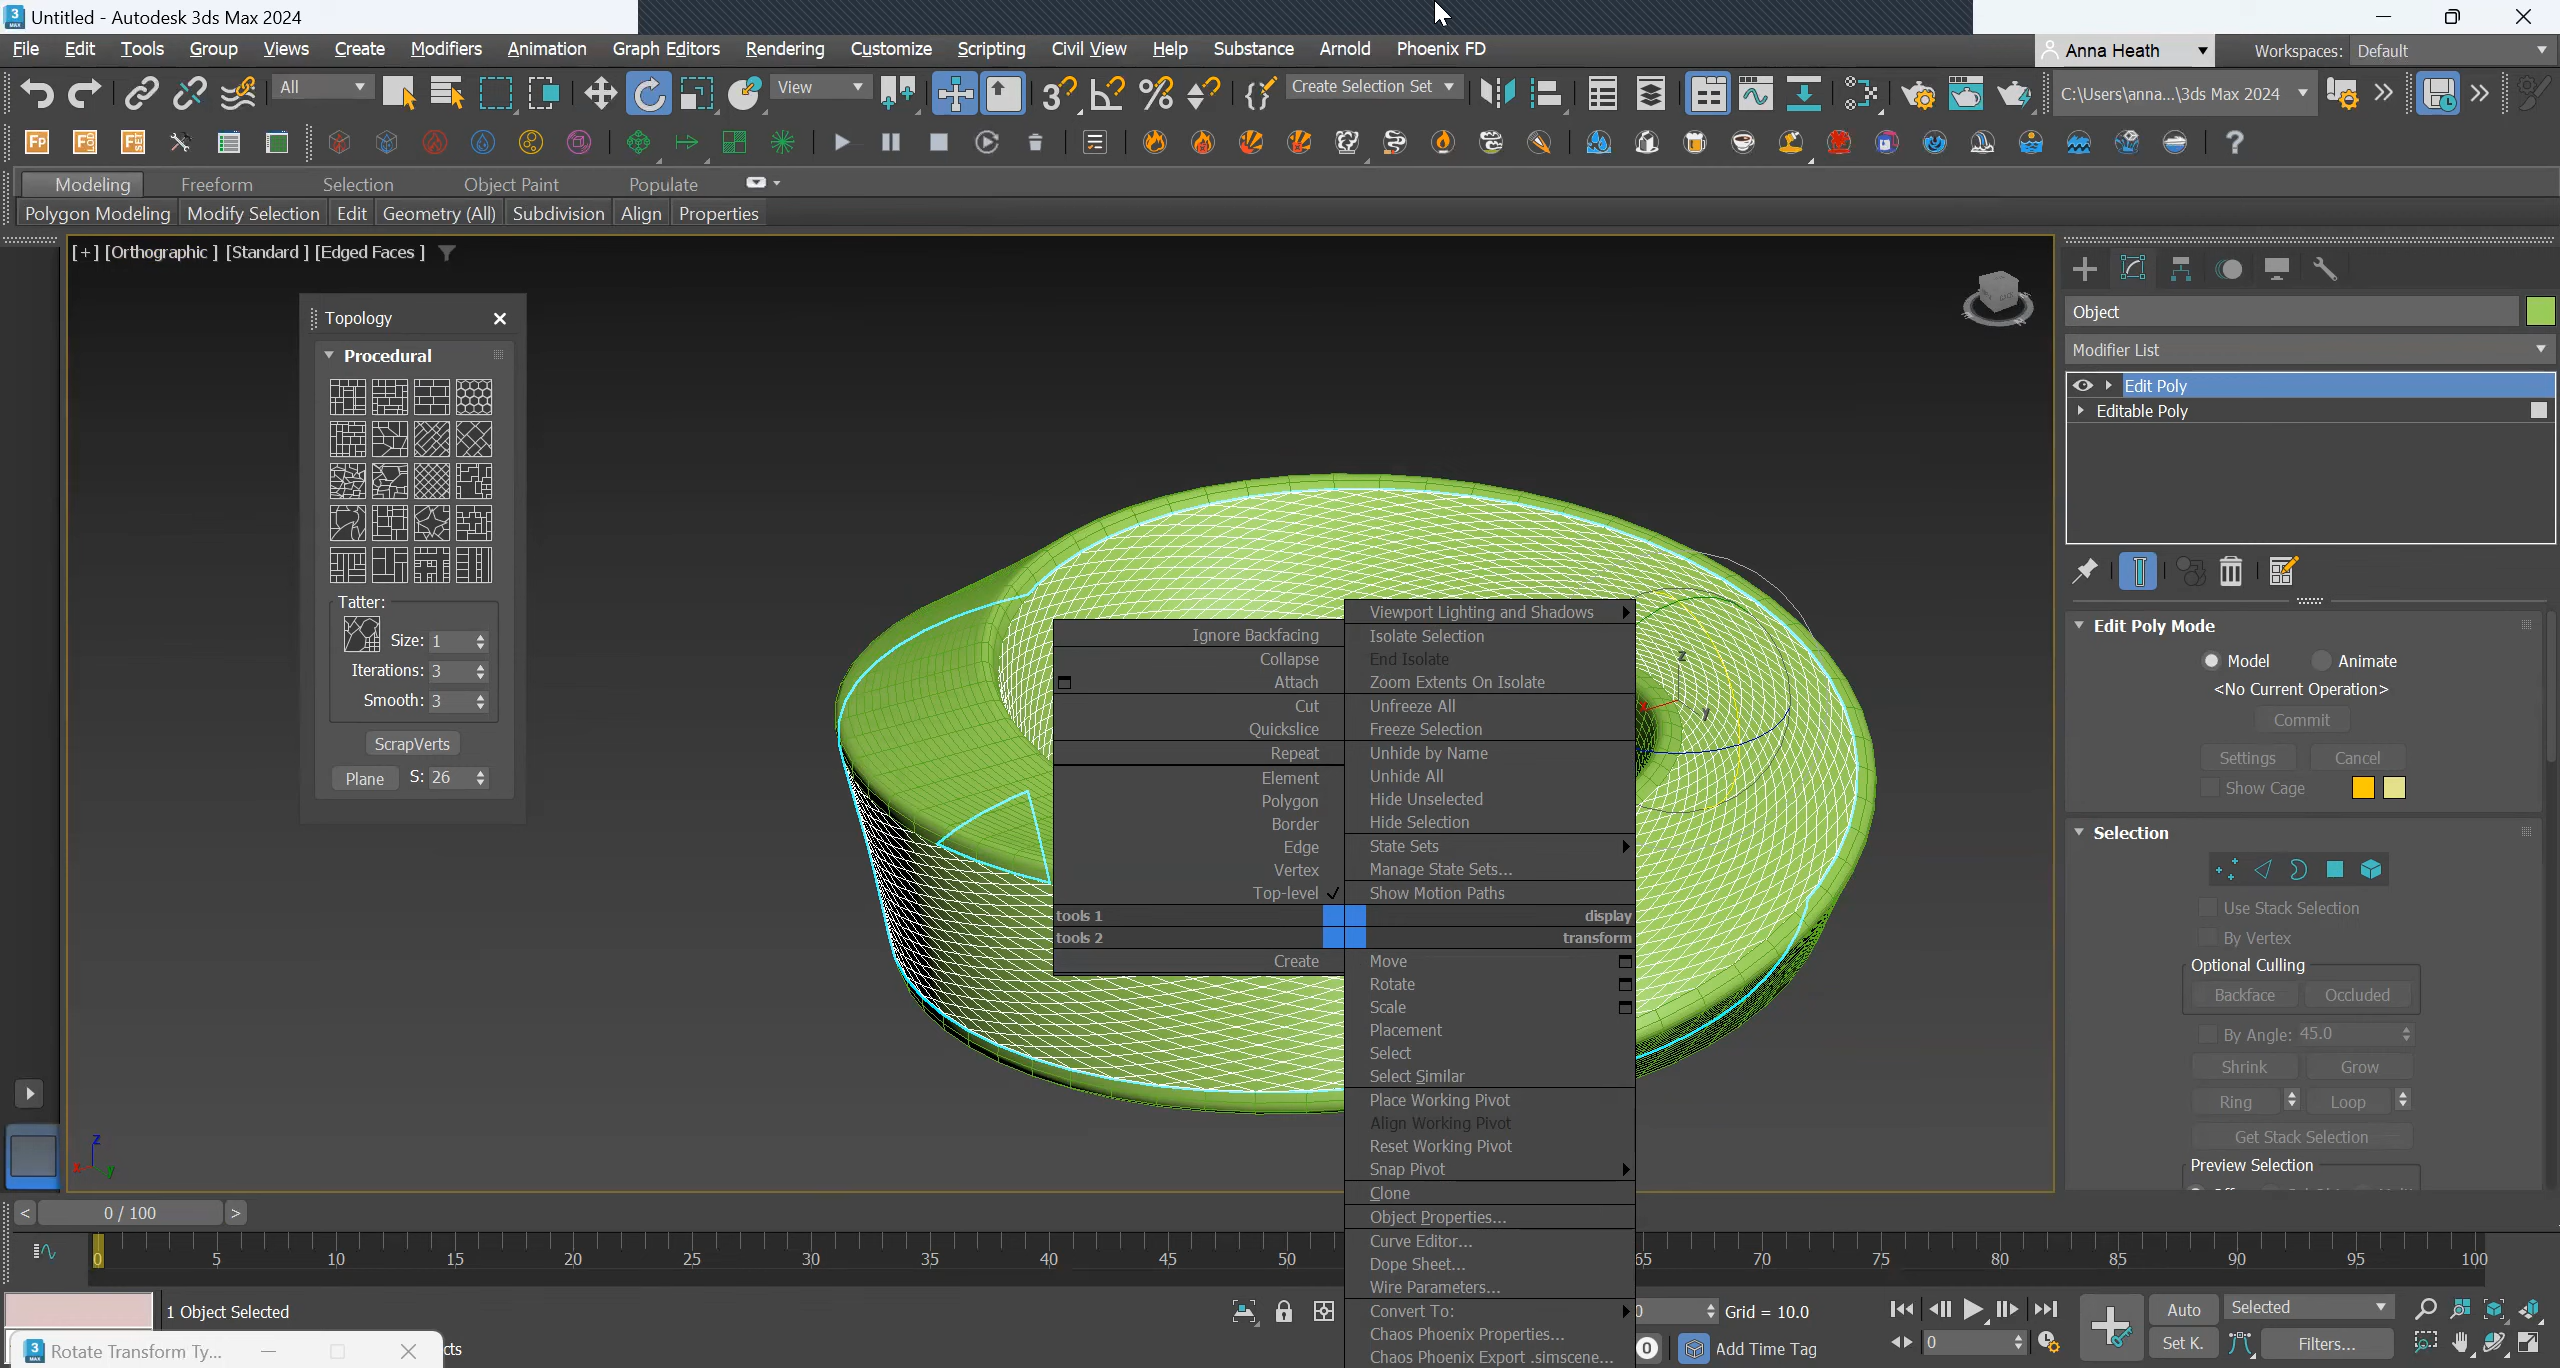 Untitled - Autodesk 3ds Max 2024
File Edit Tools Group Views Create Modifiers Animation Graph Editors Rendering Customize Scripting Civil View Help Substance Arnold Phoenix FD
Anna Heath
Workspaces: Default
All
View
Create Selection Set
C:\Users\anna...\3ds Max 2024
Modeling Freeform Selection Object Paint Populate
Polygon Modeling Modify Selection Edit Geometry (All) Subdivision Align Properties
[+] [Orthographic ] [Standard ] [Edged Faces ]
Topology
Procedural
Tatter:
Size: 1
Iterations: 3
Smooth: 3
ScrapVerts
Plane S: 26
Ignore Backfacing
Collapse
Attach
Cut
Quickslice
Repeat
Element
Polygon
Border
Edge
Vertex
Top-level
tools 1
tools 2
Create
Viewport Lighting and Shadows
Isolate Selection
End Isolate
Zoom Extents On Isolate
Unfreeze All
Freeze Selection
Unhide by Name
Unhide All
Hide Unselected
Hide Selection
State Sets
Manage State Sets...
Show Motion Paths
display
transform
Move
Rotate
Scale
Placement
Select
Select Similar
Place Working Pivot
Align Working Pivot
Reset Working Pivot
Snap Pivot
Clone
Object Properties...
Curve Editor...
Dope Sheet...
Wire Parameters...
Convert To:
Chaos Phoenix Properties...
Chaos Phoenix Export .simscene...
z
y
z
y
Object
Modifier List
Edit Poly
Editable Poly
Edit Poly Mode
Model Animate
<No Current Operation>
Commit
Settings Cancel
Show Cage
Selection
Use Stack Selection
By Vertex
Optional Culling
Backface Occluded
By Angle: 45.0
Shrink Grow
Ring Loop
Get Stack Selection
Preview Selection
< 0 / 100 >
0 5 10 15 20 25 30 35 40 45 50 65 70 75 80 85 90 95 100
1 Object Selected
Rotate Transform Ty...
cts
0 Grid = 10.0
0 Add Time Tag
0
Auto Selected
Set K. Filters...